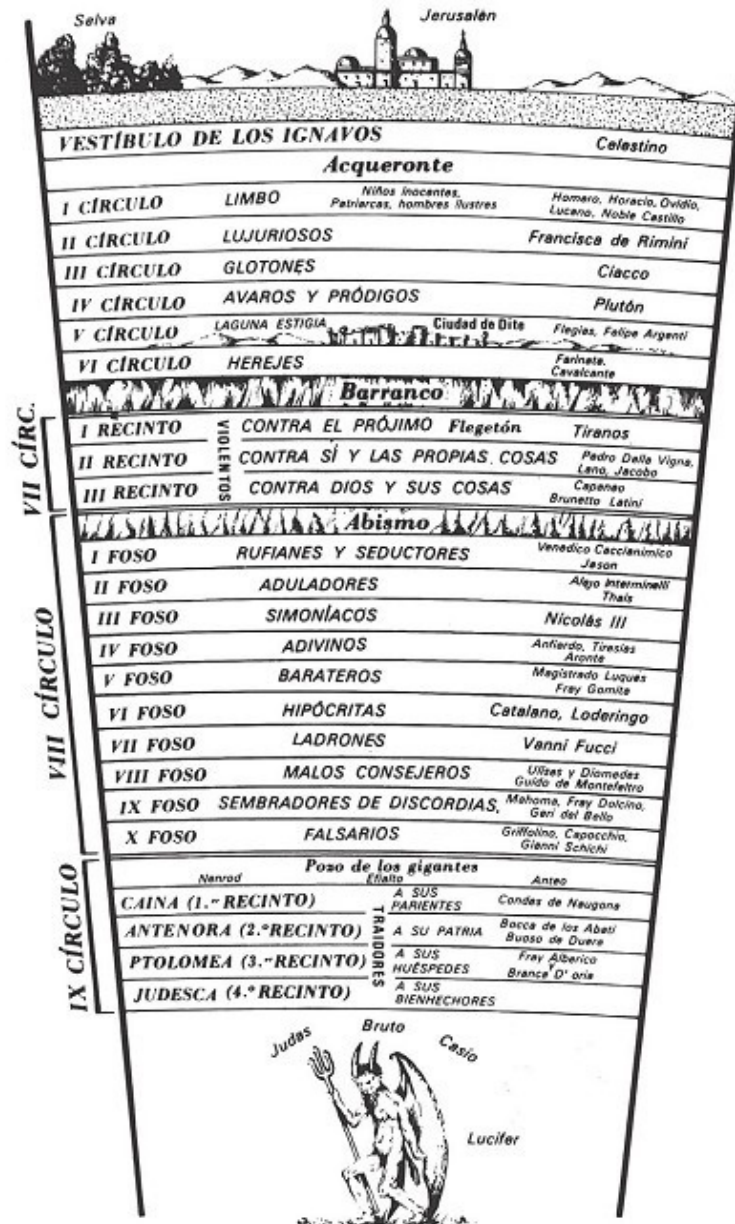 Selva Jerusalén
VESTÍBULO DE LOS IGNAVOS Celestino
Acqueronte
I CÍRCULO LIMBO Niños inocentes, Patriarcas, hombres ilustres Homero, Horacio, Ovidio, Lucano, Noble Castillo
II CÍRCULO LUJURIOSOS Francisca de Rimini
III CÍRCULO GLOTONES Ciacco
IV CÍRCULO AVAROS Y PRÓDIGOS Plutón
V CÍRCULO LAGUNA ESTIGIA Ciudad de Dite Flegias, Felipe Argenti
VI CÍRCULO HEREJES Farinata, Cavalcante
Barranco
VII CÍRC.
VIOLENTOS
I RECINTO CONTRA EL PRÓJIMO Flegetón Tiranos
II RECINTO CONTRA SÍ Y LAS PROPIAS COSAS Pedro Della Vigna, Lano, Jacobo
III RECINTO CONTRA DIOS Y SUS COSAS Capaneo Brunetto Latini
Abismo
VIII CÍRCULO
I FOSO RUFIANES Y SEDUCTORES Venedico Caccianimico Jason
II FOSO ADULADORES Alejo Interminelli Thais
III FOSO SIMONÍACOS Nicolás III
IV FOSO ADIVINOS Anfiardo, Tiresias Aronte
V FOSO BARATEROS Magistrado Luqués Fray Gomita
VI FOSO HIPÓCRITAS Catalano, Loderingo
VII FOSO LADRONES Vanni Fucci
VIII FOSO MALOS CONSEJEROS Ulises y Diomedes Guido de Montefeltro
IX FOSO SEMBRADORES DE DISCORDIAS, Mahoma, Fray Dolcino, Geri del Bello
X FOSO FALSARIOS Griffolino, Capocchio, Gianni Schichi
IX CÍRCULO
Pozo de los gigantes
Nenrod Efialto Anteo
TRAIDORES
CAINA (1.er RECINTO) A SUS PARIENTES Condes de Naugona
ANTENORA (2.º RECINTO) A SU PATRIA Bocca de los Abati Buoso de Duera
PTOLOMEA (3.er RECINTO) A SUS HUÉSPEDES Fray Alberico Branca D' oria
JUDESCA (4.º RECINTO) A SUS BIENHECHORES
Judas Bruto Casio
Lucifer